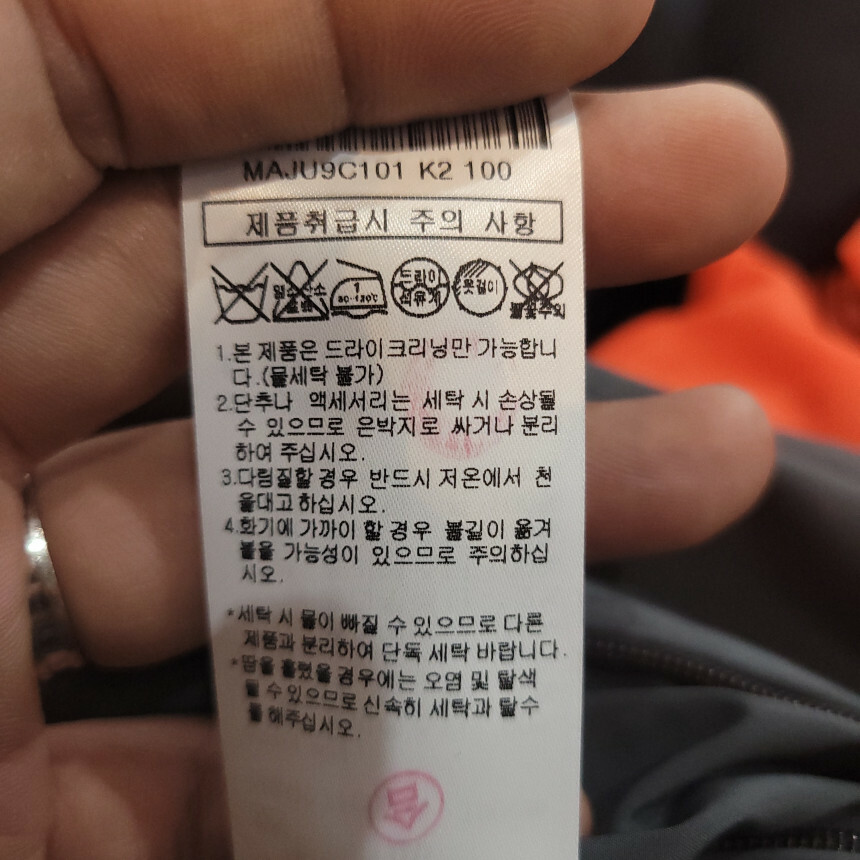 MAJU9C101 K2 100
제품취급시 주의 사항
염소산소
표백
1
80-120℃
드라이
석유계
옷걸이
불꽃주의
1.본 제품은 드라이크리닝만 가능합니
다.(물세탁 불가)
2.단추나 액세서리는 세탁 시 손상될
수 있으므로 은박지로 싸거나 분리
하여 주십시오.
3.다림질할 경우 반드시 저온에서 천
을대고 하십시오.
4.화기에 가까이 할 경우 불길이 옮겨
붙을 가능성이 있으므로 주의하십
시오.
*세탁 시 물이 빠질 수 있으므로 다른
제품과 분리하여 단독 세탁 바랍니다.
*땀을 흘렸을 경우에는 오염 및 탈색
될 수있으므로 신속히 세탁과 탈수
를 해주십시오.
합